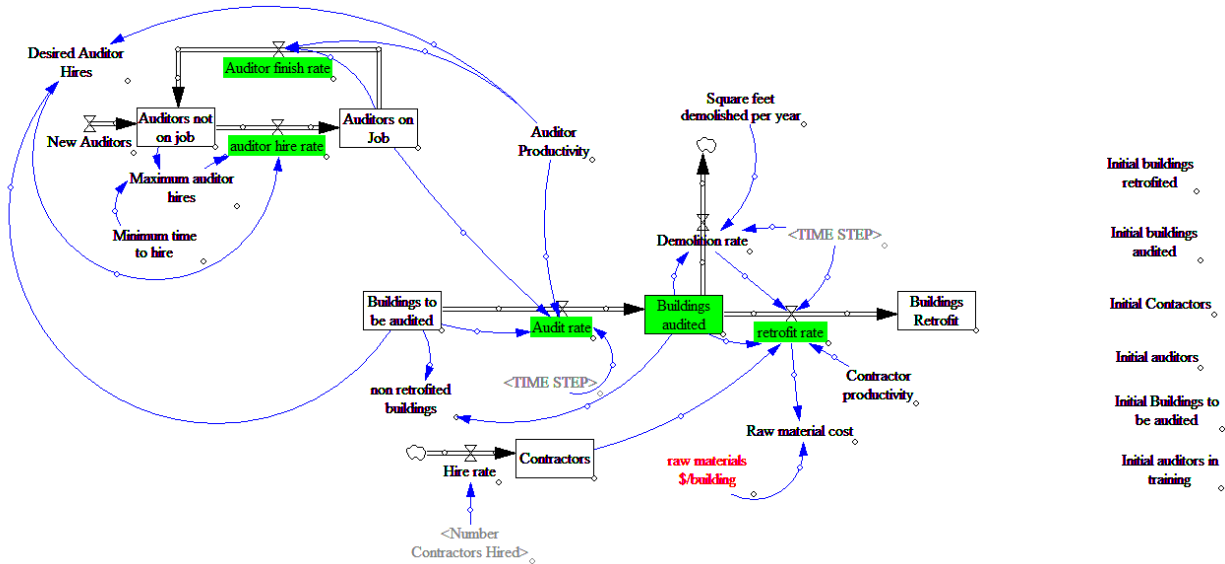 Desired Auditor
Hires
Auditor finish rate
Auditors not
on job
Auditors on
Job
New Auditors
auditor hire rate
Maximum auditor
hires
Minimum time
to hire
Auditor
Productivity
Square feet
demolished per year
Demolition rate
<TIME STEP>
Buildings to
be audited
Audit rate
Buildings
audited
retrofit rate
Buildings
Retrofit
<TIME STEP>
non retrofited
buildings
Contractor
productivity
Raw material cost
raw materials
$/building
Hire rate
Contractors
<Number
Contractors Hired>
Initial buildings
retrofited
Initial buildings
audited
Initial Contactors
Initial auditors
Initial Buildings to
be audited
Initial auditors in
training